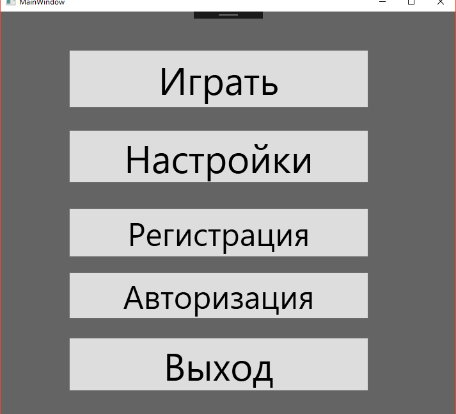 MainWindow
Играть
Настройки
Регистрация
Авторизация
Выход